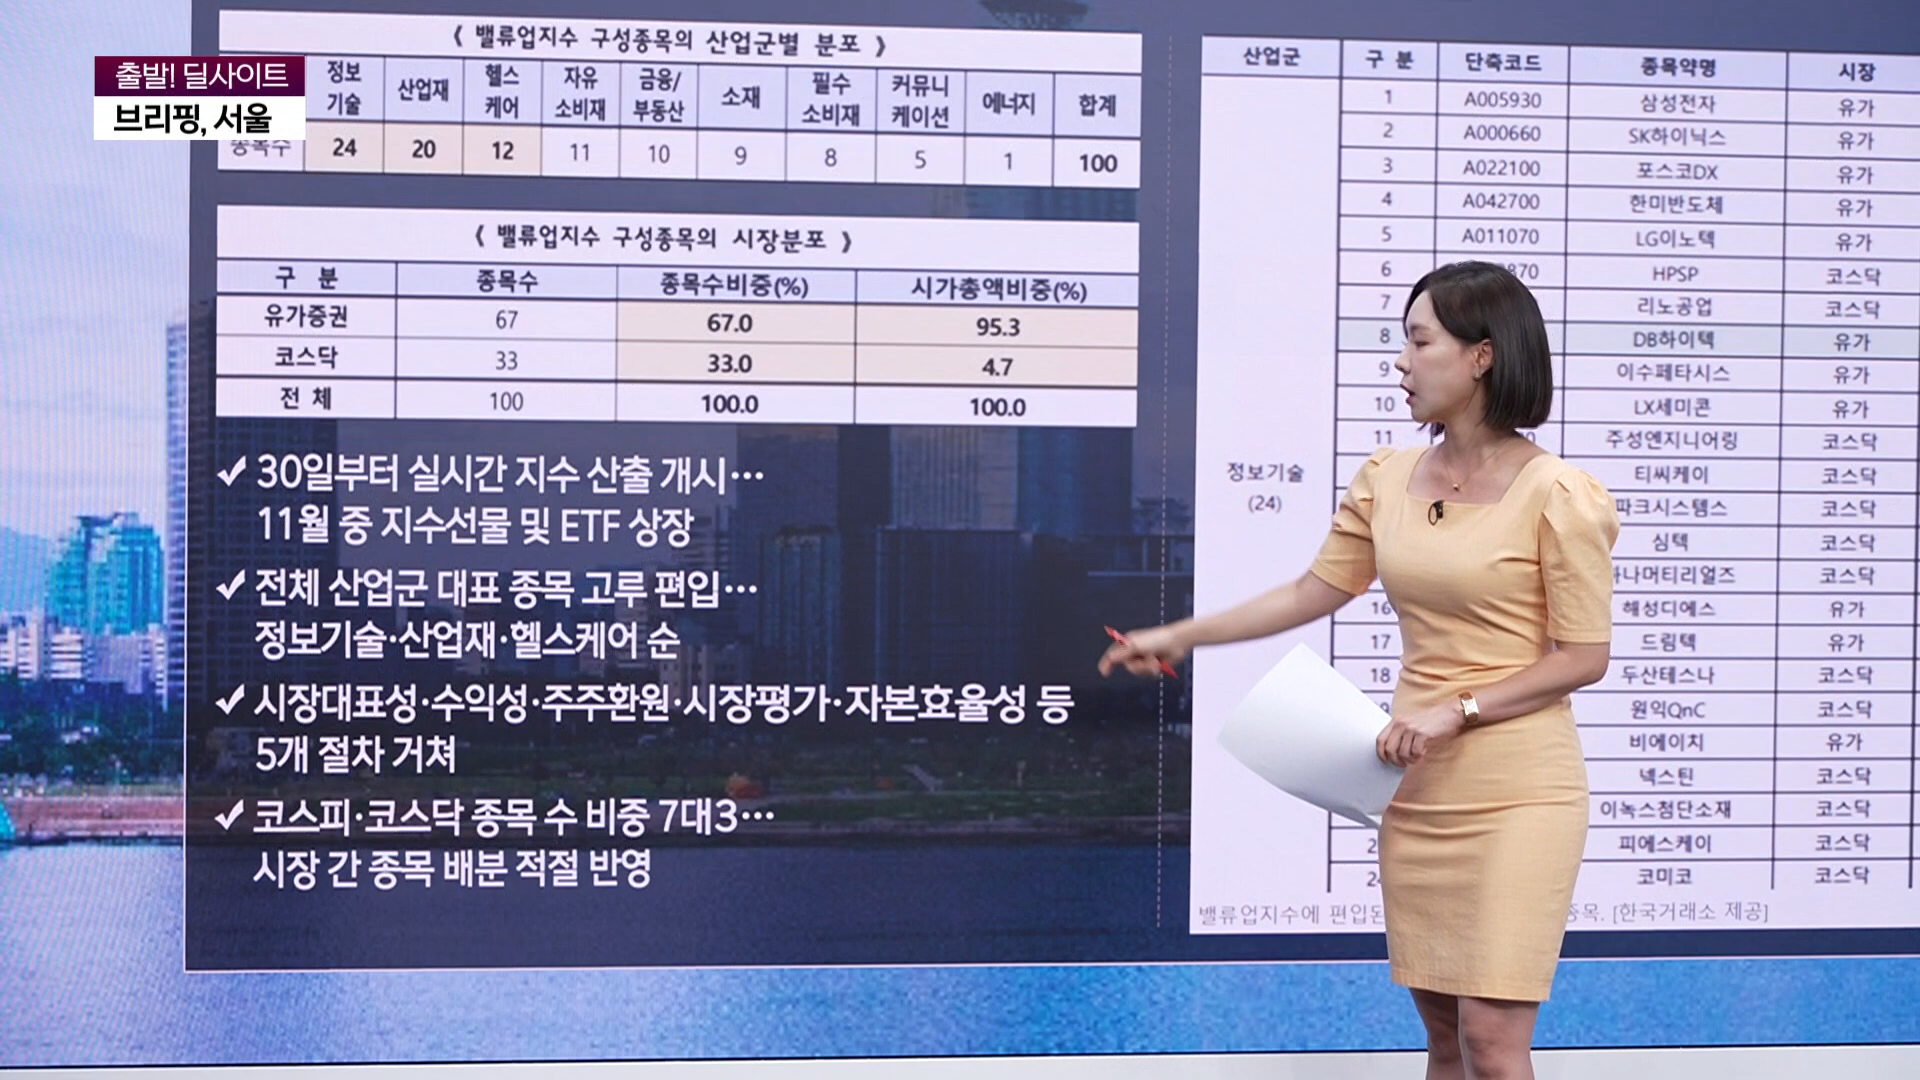 출발! 딜사이트
브리핑, 서울
《 밸류업지수 구성종목의 산업군별 분포 》
정보기술 산업재 헬스케어 자유소비재 금융/부동산 소재 필수소비재 커뮤니케이션 에너지 합계
종목수 24 20 12 11 10 9 8 5 1 100
《 밸류업지수 구성종목의 시장분포 》
구 분 종목수 종목수비중(%) 시가총액비중(%)
유가증권 67 67.0 95.3
코스닥 33 33.0 4.7
전 체 100 100.0 100.0
✓ 30일부터 실시간 지수 산출 개시…
11월 중 지수선물 및 ETF 상장
✓ 전체 산업군 대표 종목 고루 편입…
정보기술·산업재·헬스케어 순
✓ 시장대표성·수익성·주주환원·시장평가·자본효율성 등
5개 절차 거쳐
✓ 코스피·코스닥 종목 수 비중 7대3…
시장 간 종목 배분 적절 반영
산업군 구 분 단축코드 종목약명 시장
정보기술
(24)
1 A005930 삼성전자 유가
2 A000660 SK하이닉스 유가
3 A022100 포스코DX 유가
4 A042700 한미반도체 유가
5 A011070 LG이노텍 유가
6 870 HPSP 코스닥
7 리노공업 코스닥
8 DB하이텍 유가
9 이수페타시스 유가
10 LX세미콘 유가
11 주성엔지니어링 코스닥
티씨케이 코스닥
파크시스템스 코스닥
심텍 코스닥
하나머티리얼즈 코스닥
16 해성디에스 유가
17 드림텍 유가
18 두산테스나 코스닥
원익QnC 코스닥
비에이치 유가
넥스틴 코스닥
이녹스첨단소재 코스닥
피에스케이 코스닥
24 코미코 코스닥
밸류업지수에 편입된 종목. [한국거래소 제공]